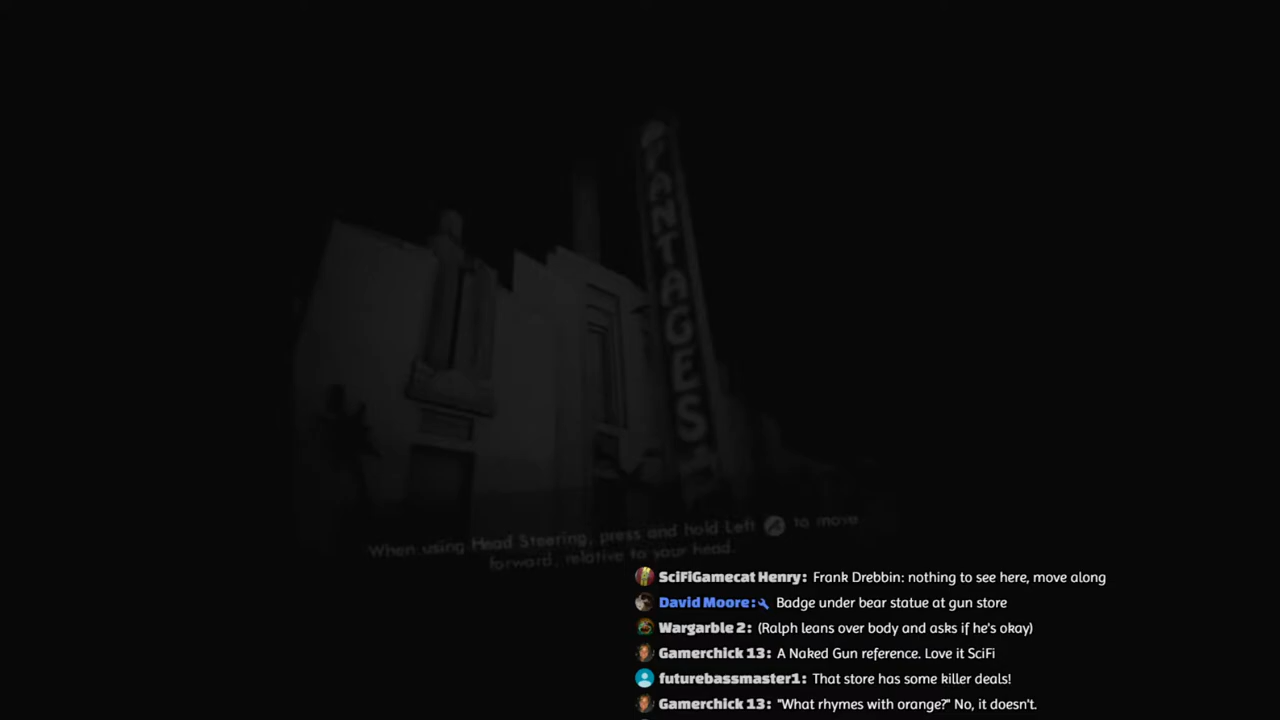 PANTAGES
When using Head Steering, press and hold Left to move
forward, relative to your head.
SciFiGamecat Henry: Frank Drebbin: nothing to see here, move along
David Moore: Badge under bear statue at gun store
Wargarble 2: (Ralph leans over body and asks if he's okay)
Gamerchick 13: A Naked Gun reference. Love it SciFi
futurebassmaster1: That store has some killer deals!
Gamerchick 13: "What rhymes with orange?" No, it doesn't.